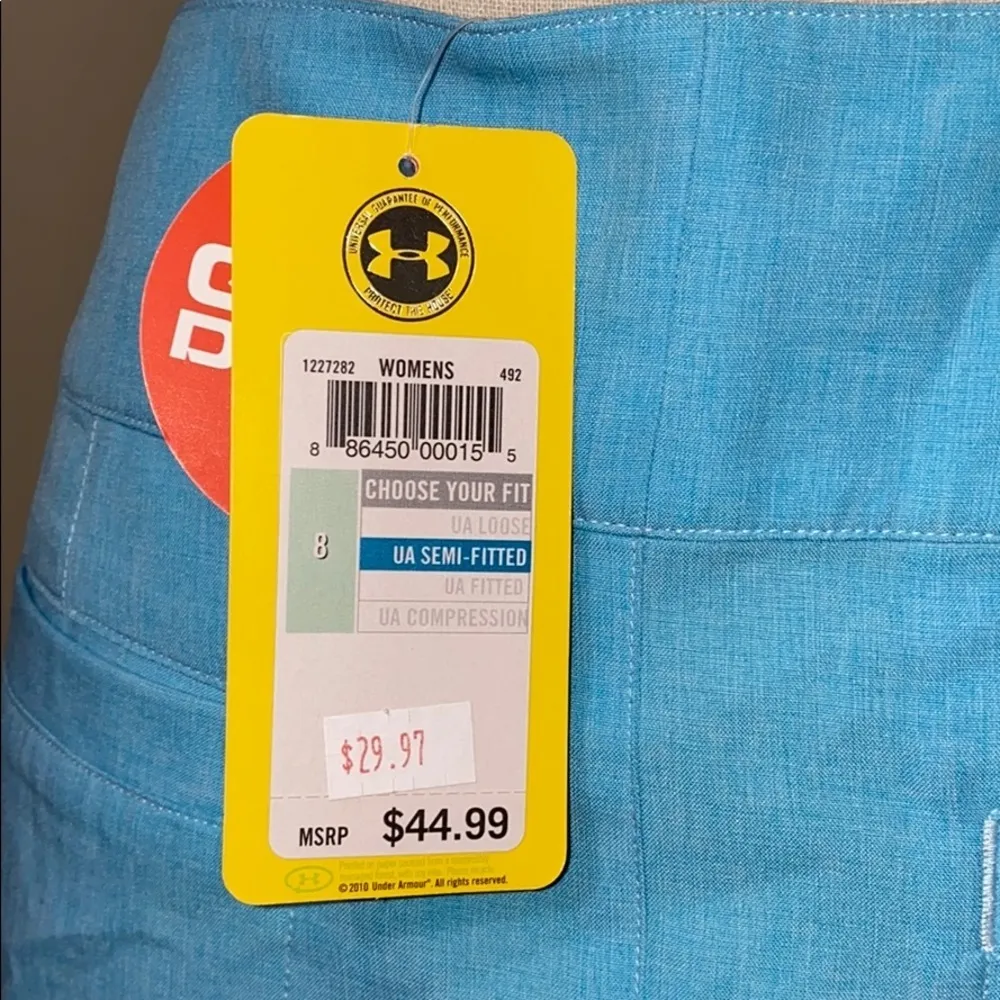 UNIVERSAL GUARANTEE OF PERFORMANCE
PROTECT THIS HOUSE
1227282 WOMENS 492
8 86450 00015 5
CHOOSE YOUR FIT
UA LOOSE
8
UA SEMI-FITTED
UA FITTED
UA COMPRESSION
$29.97
MSRP $44.99
© 2010 Under Armour®. All rights reserved.